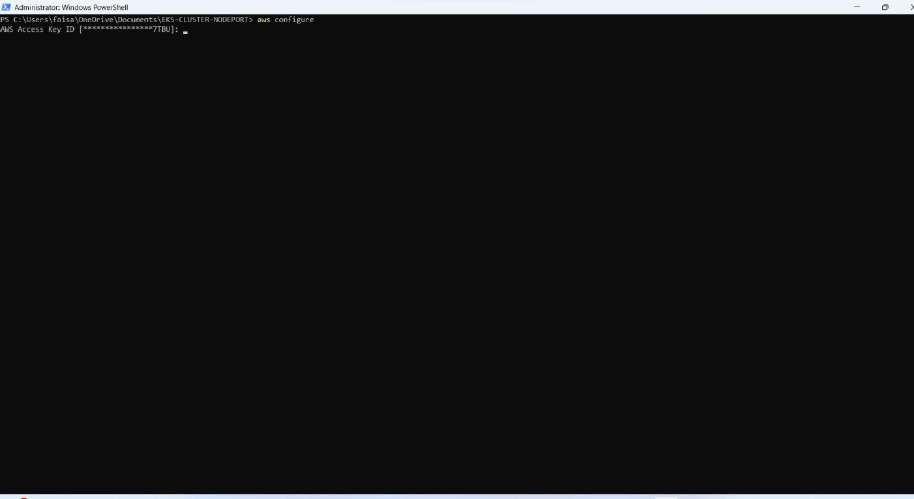 Administrator: Windows PowerShell
PS C:\Users\faisa\OneDrive\Documents\EKS-CLUSTER-NODEPORT> aws configure
AWS Access Key ID [****************7TBU]: _